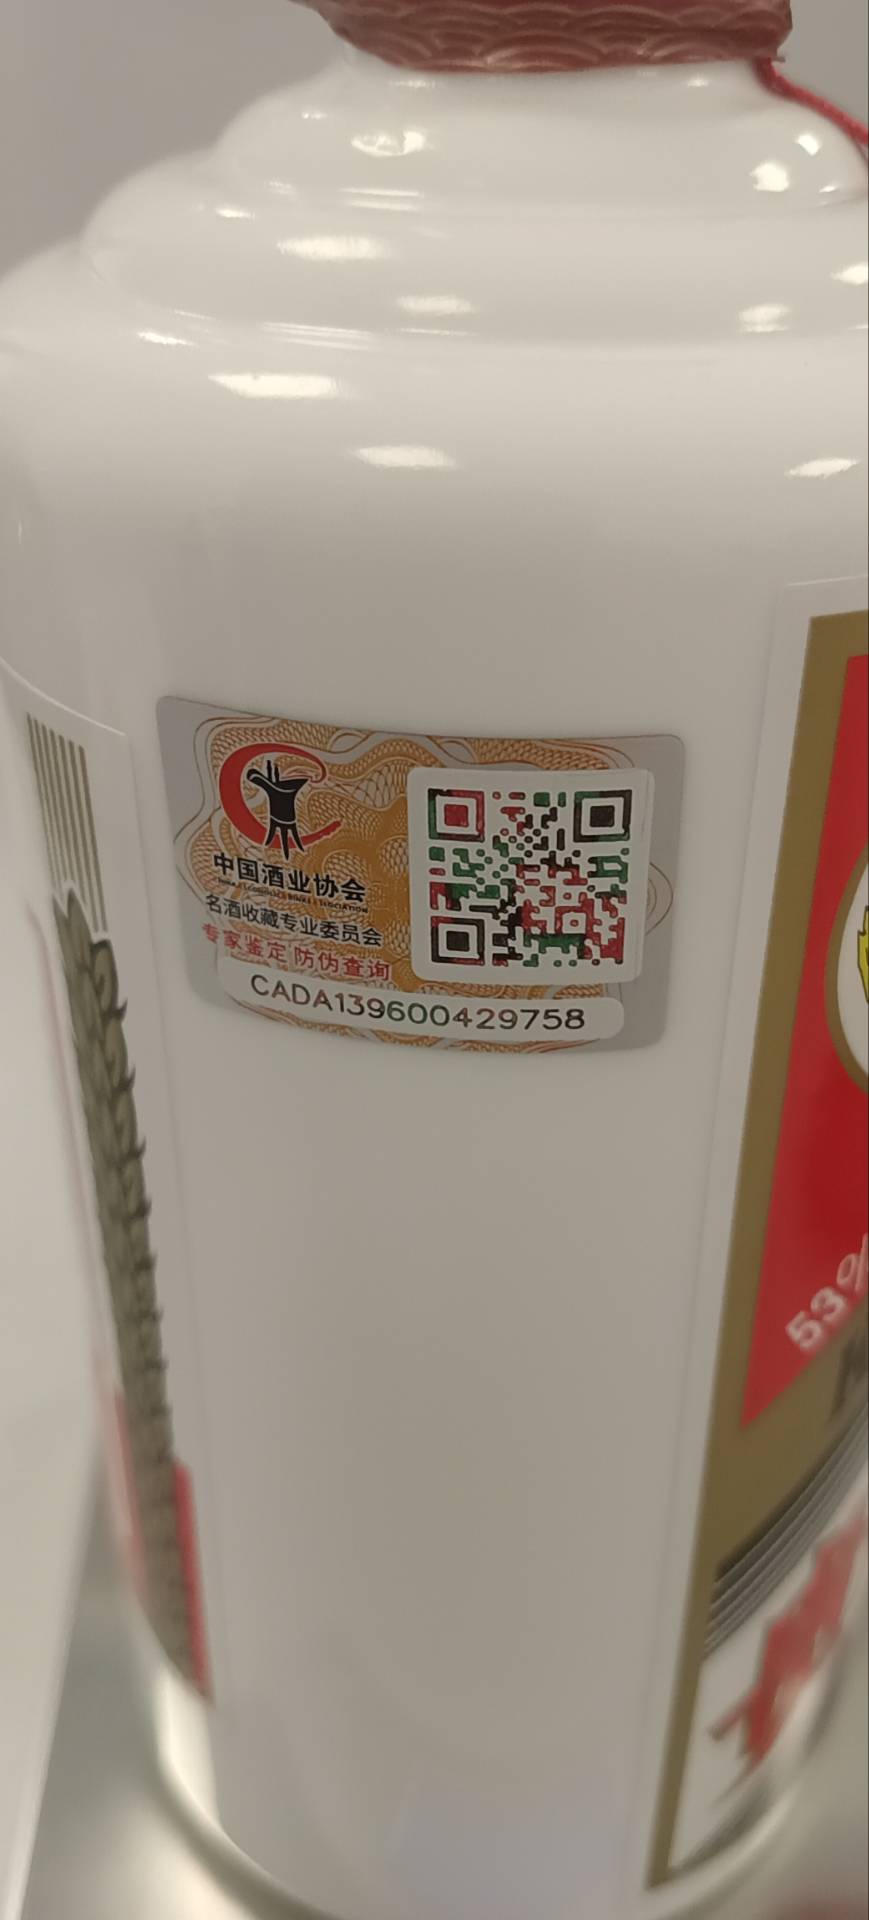 中国酒业协会
名酒收藏专业委员会
专家鉴定 防伪查询
CADA139600429758
53%